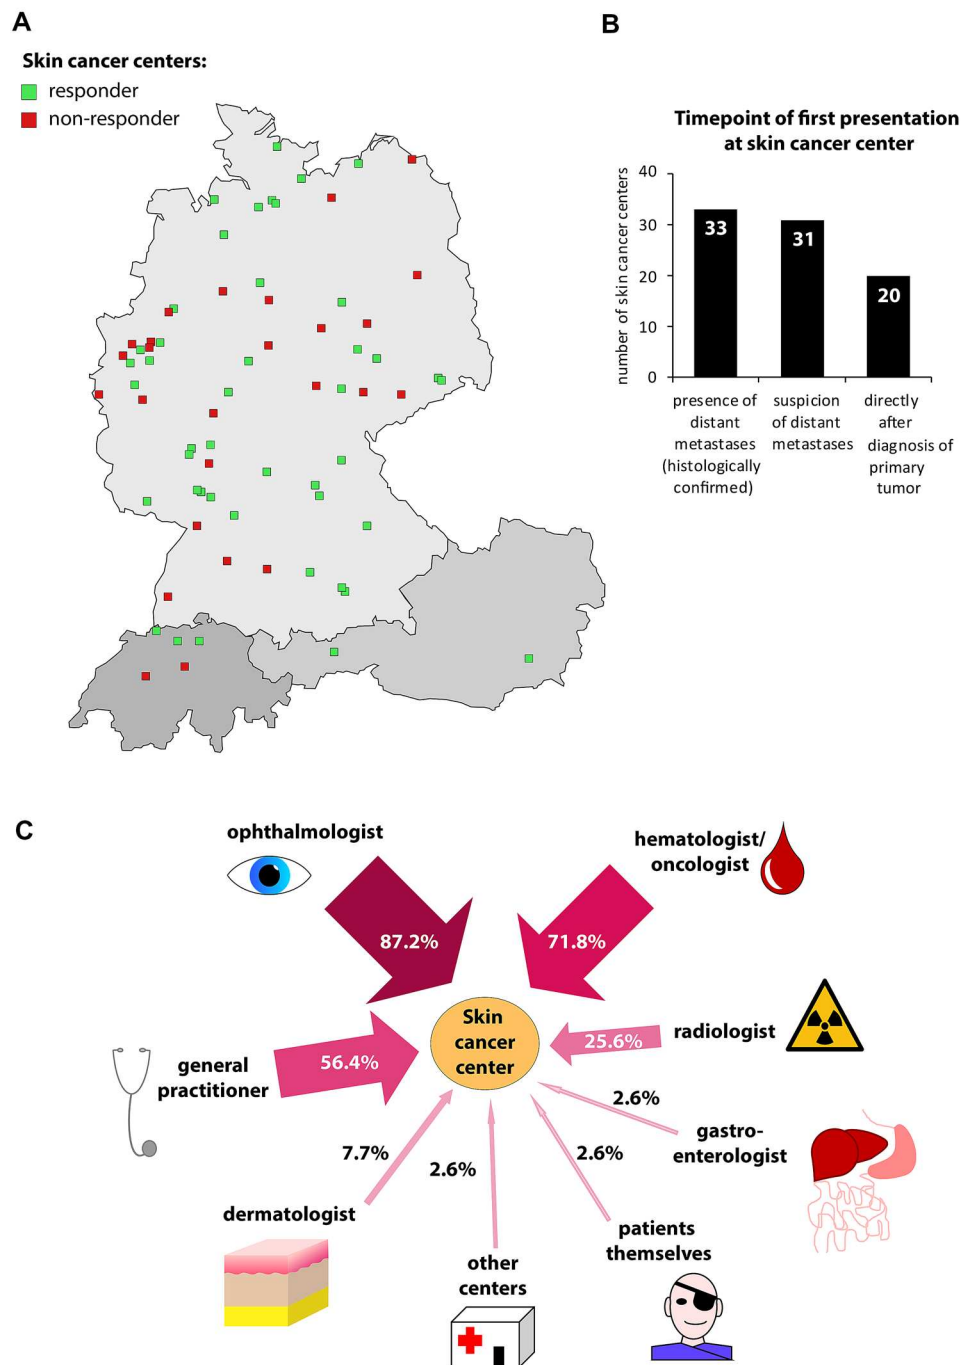 A
Skin cancer centers:
responder
non-responder
B
Timepoint of first presentation
at skin cancer center
number of skin cancer centers
40
30
20
10
0
33
31
20
presence of
distant
metastases
(histologically
confirmed)
suspicion
of distant
metastases
directly
after
diagnosis of
primary
tumor
C
ophthalmologist
hematologist/
oncologist
87.2%
71.8%
Skin
cancer
center
radiologist
25.6%
general
practitioner
56.4%
2.6%
gastro-
enterologist
7.7%
2.6%
2.6%
dermatologist
patients
themselves
other
centers